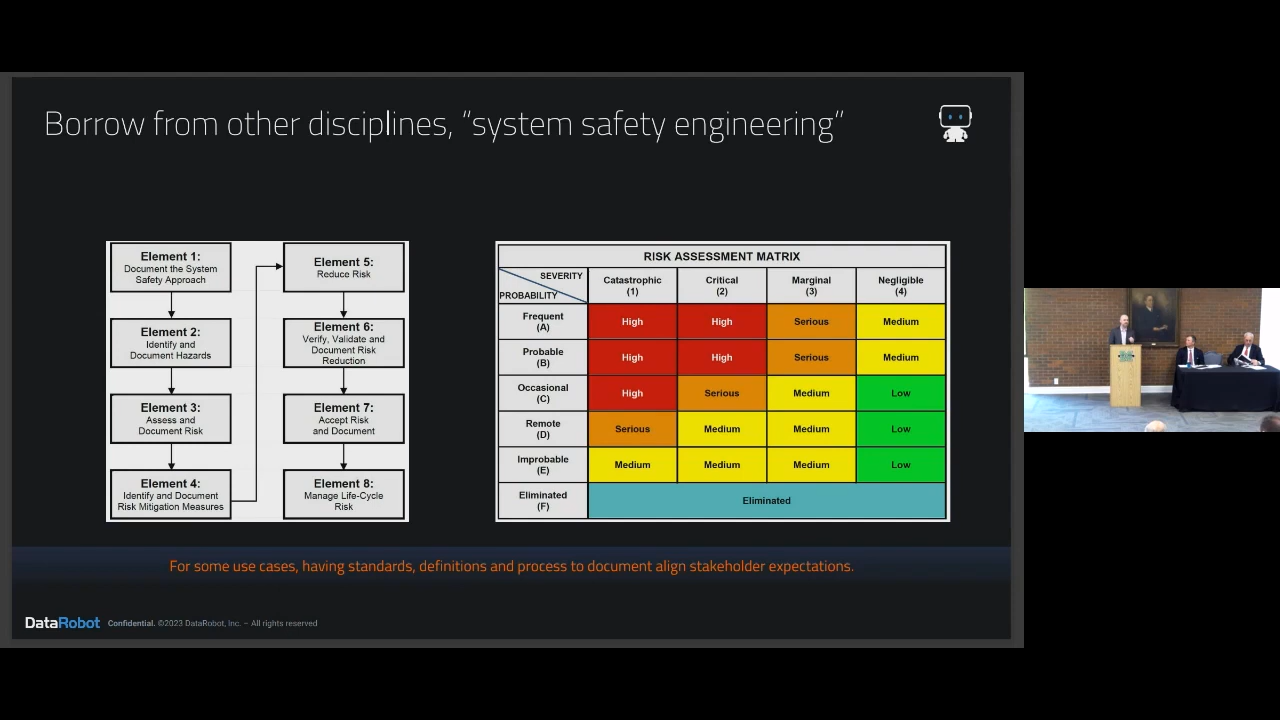 Borrow from other disciplines, “system safety engineering”
Element 1:
Document the System
Safety Approach
Element 2:
Identify and
Document Hazards
Element 3:
Assess and
Document Risk
Element 4:
Identify and Document
Risk Mitigation Measures
Element 5:
Reduce Risk
Element 6:
Verify, Validate and
Document Risk
Reduction
Element 7:
Accept Risk
and Document
Element 8:
Manage Life-Cycle
Risk
RISK ASSESSMENT MATRIX
SEVERITY
PROBABILITY
Catastrophic
(1)
Critical
(2)
Marginal
(3)
Negligible
(4)
Frequent
(A)
High
High
Serious
Medium
Probable
(B)
High
High
Serious
Medium
Occasional
(C)
High
Serious
Medium
Low
Remote
(D)
Serious
Medium
Medium
Low
Improbable
(E)
Medium
Medium
Medium
Low
Eliminated
(F)
Eliminated
For some use cases, having standards, definitions and process to document align stakeholder expectations.
DataRobot Confidential. ©2023 DataRobot, Inc. – All rights reserved